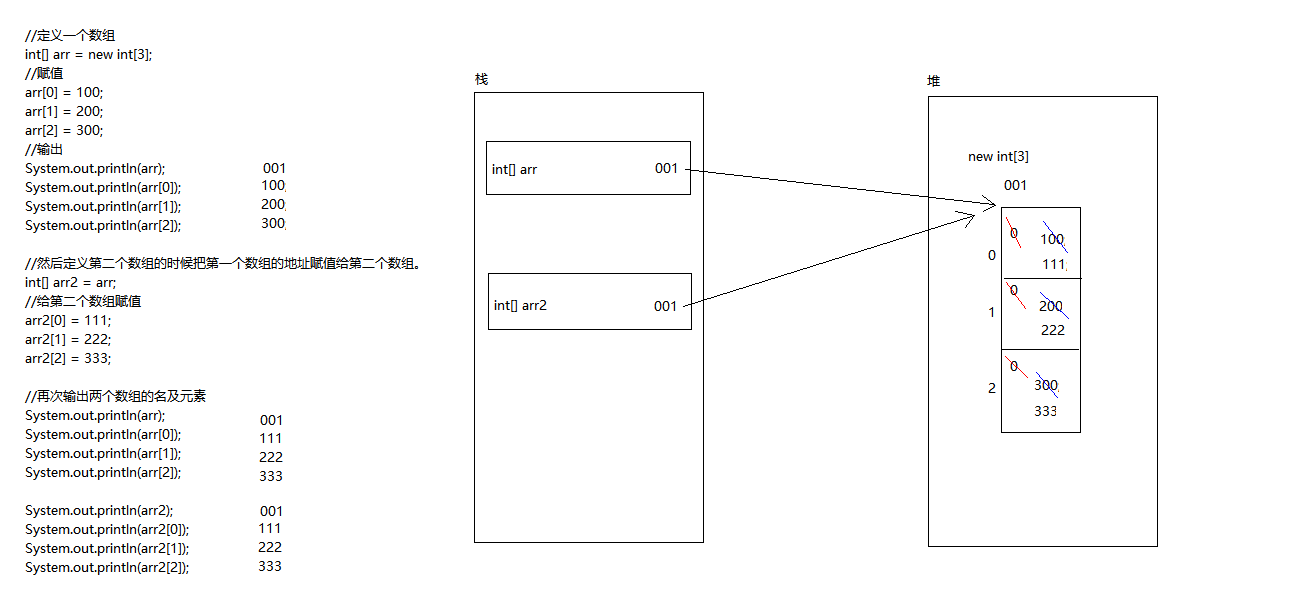 //定义一个数组
int[] arr = new int[3];
//赋值
arr[0] = 100;
arr[1] = 200;
arr[2] = 300;
//输出
System.out.println(arr); 001
System.out.println(arr[0]); 100;
System.out.println(arr[1]); 200;
System.out.println(arr[2]); 300;
//然后定义第二个数组的时候把第一个数组的地址赋值给第二个数组。
int[] arr2 = arr;
//给第二个数组赋值
arr2[0] = 111;
arr2[1] = 222;
arr2[2] = 333;
//再次输出两个数组的名及元素
System.out.println(arr); 001
System.out.println(arr[0]); 111
System.out.println(arr[1]); 222
System.out.println(arr[2]); 333
System.out.println(arr2); 001
System.out.println(arr2[0]); 111
System.out.println(arr2[1]); 222
System.out.println(arr2[2]); 333
栈
int[] arr 001
int[] arr2 001
堆
new int[3]
001
0 100;
0
111;
0
1 200
222
0
2 300;
333